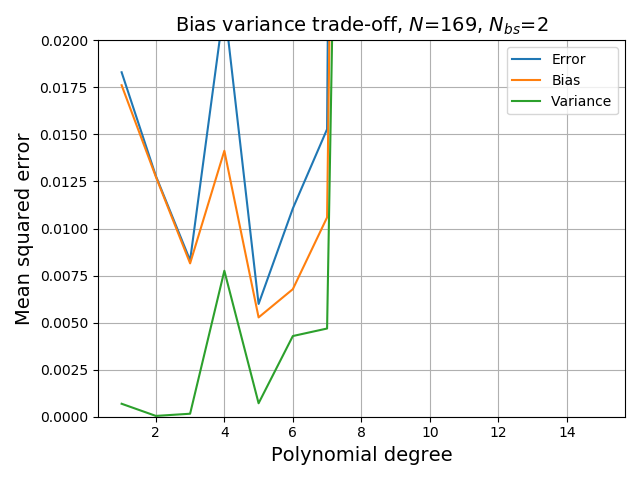 Bias variance trade-off, N=169, N_bs=2
Error
Bias
Variance
Mean squared error
0.0200
0.0175
0.0150
0.0125
0.0100
0.0075
0.0050
0.0025
0.0000
2 4 6 8 10 12 14
Polynomial degree